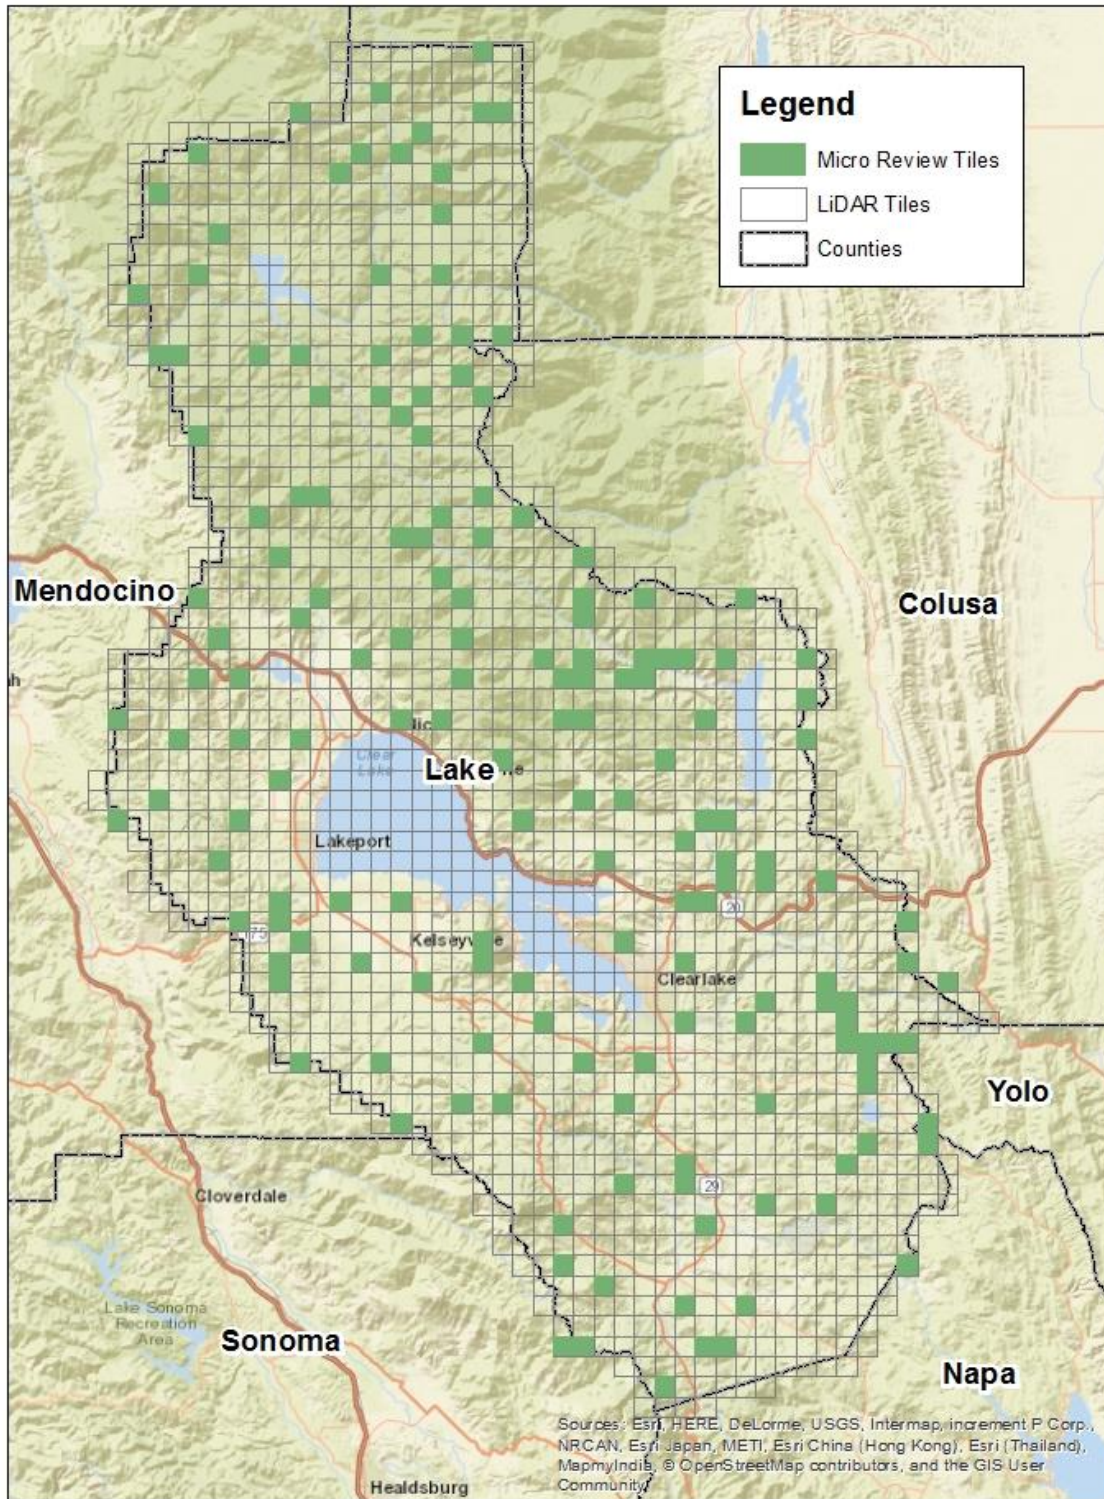 Legend
Micro Review Tiles
LiDAR Tiles
Counties
Mendocino
Colusa
Lake
Clear
Lake
Lakeport
20
175
Kelseyville
Clearlake
Yolo
29
Cloverdale
Lake Sonoma
Recreation
Area
Sonoma
Napa
Sources: Esri, HERE, DeLorme, USGS, Intermap, increment P Corp.,
NRCAN, Esri Japan, METI, Esri China (Hong Kong), Esri (Thailand),
MapmyIndia, © OpenStreetMap contributors, and the GIS User
Community
Healdsburg